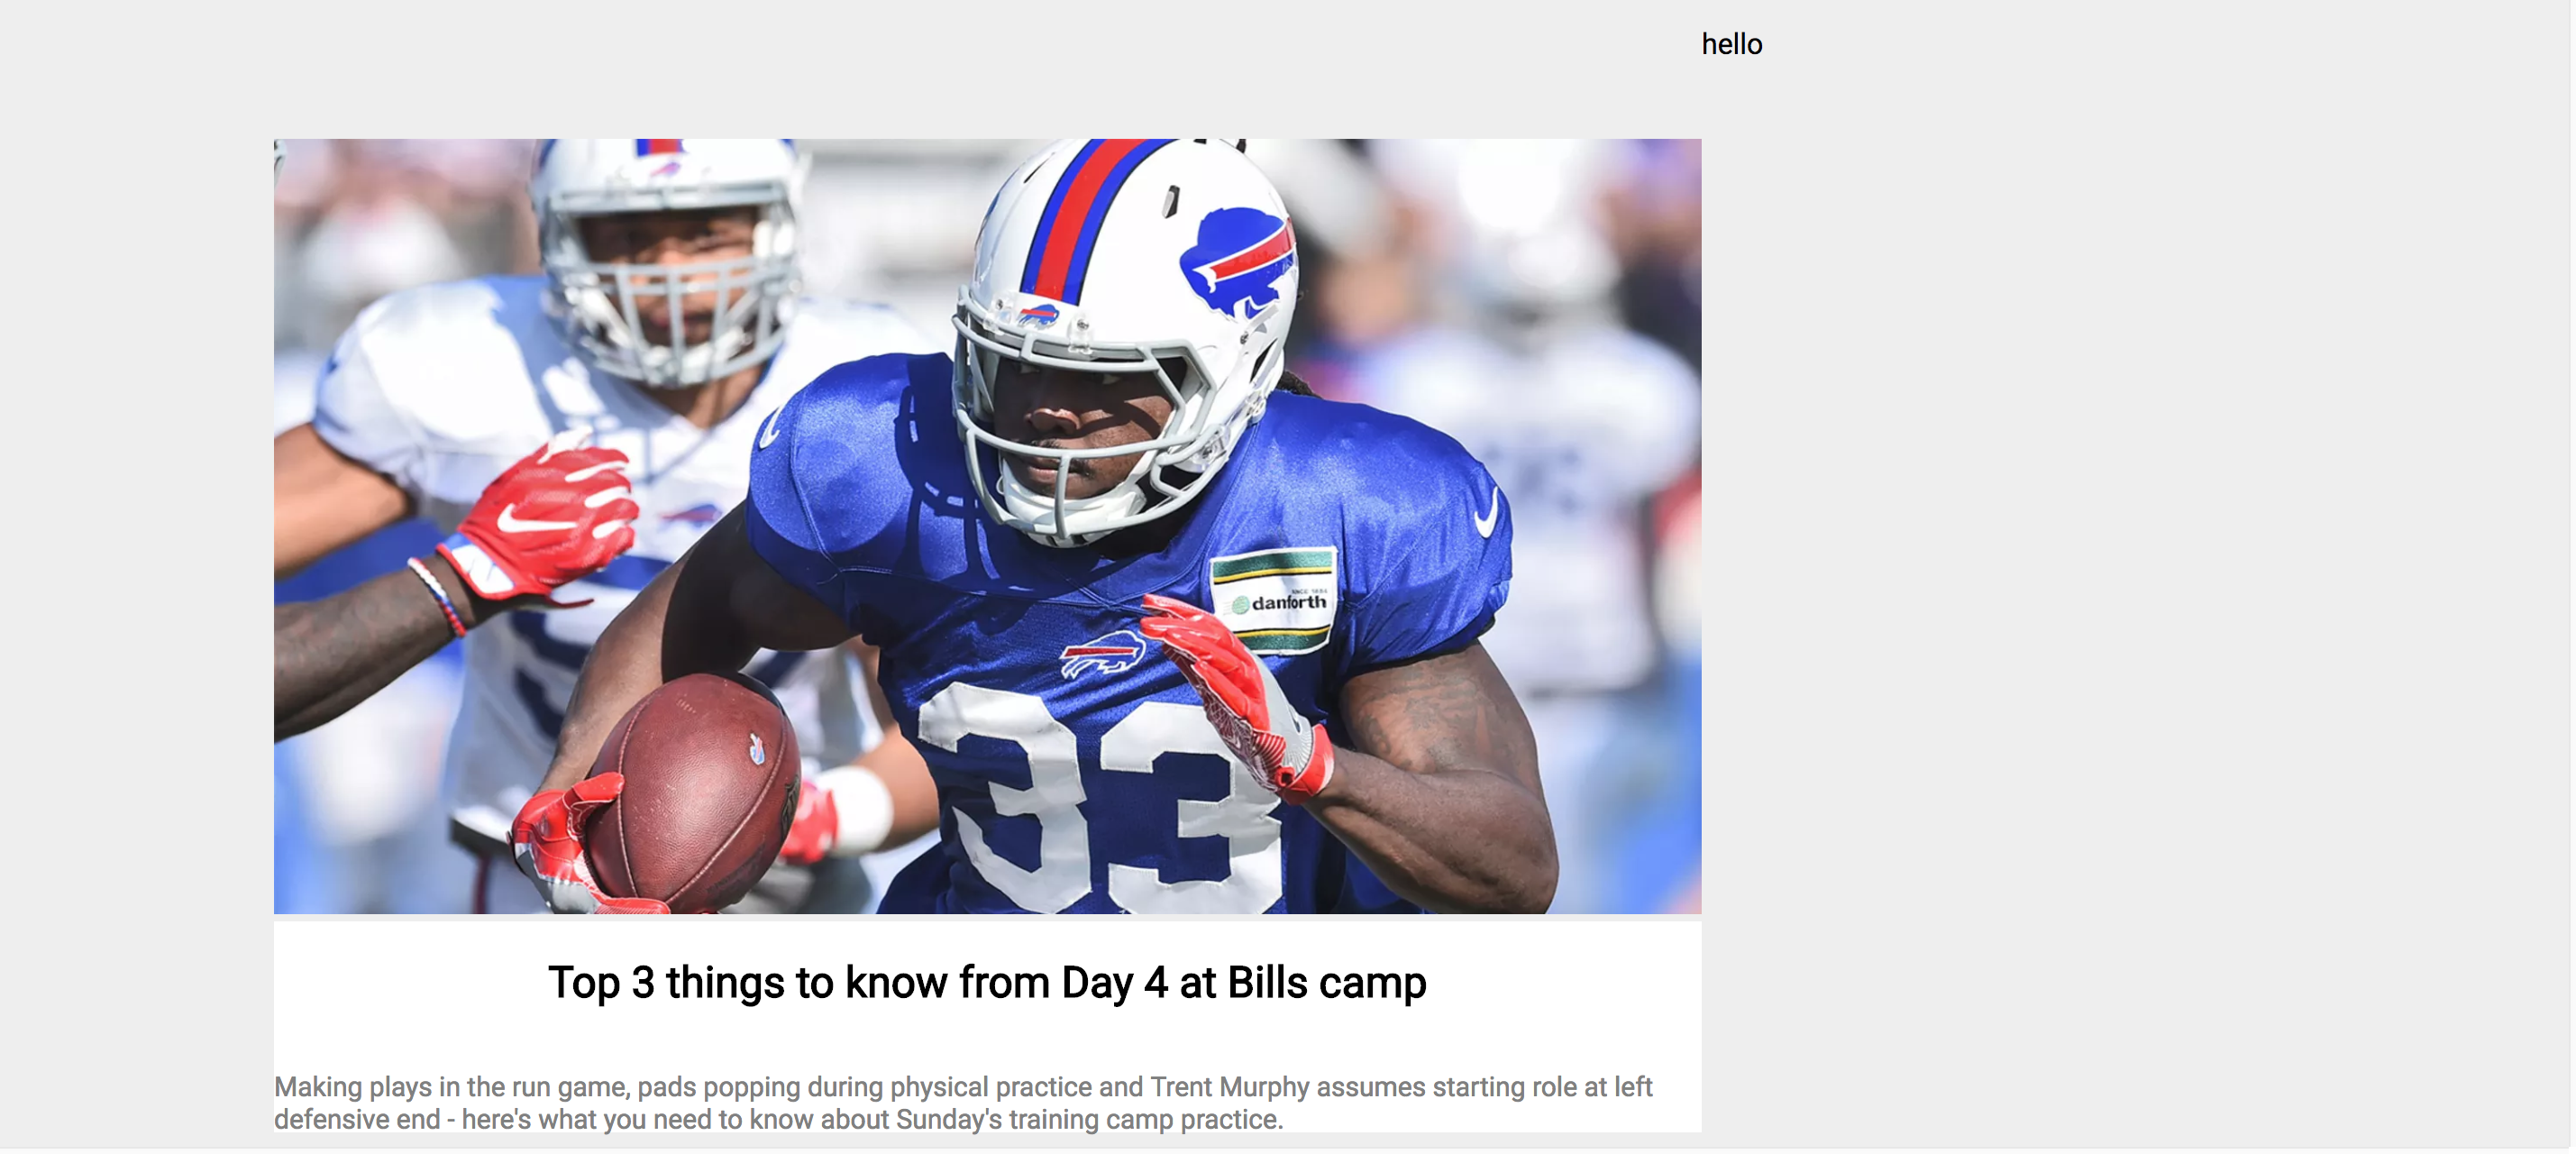 hello
danforth
33
Top 3 things to know from Day 4 at Bills camp
Making plays in the run game, pads popping during physical practice and Trent Murphy assumes starting role at left
defensive end - here's what you need to know about Sunday's training camp practice.